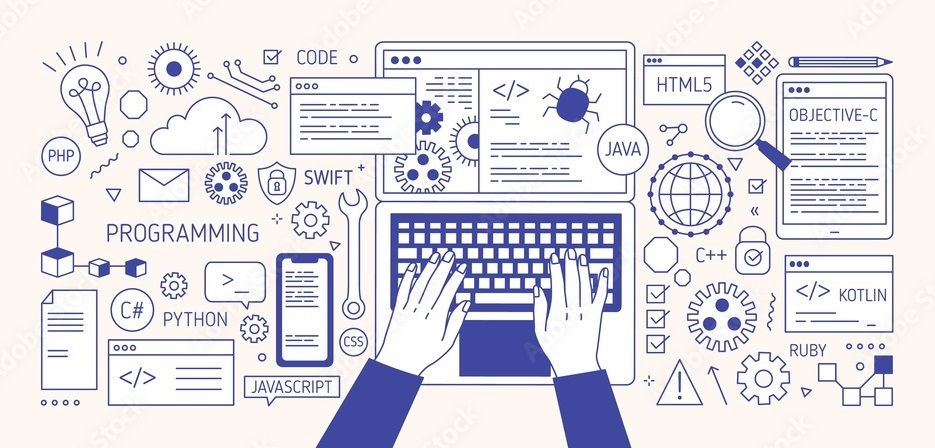 CODE
PHP
SWIFT
PROGRAMMING
>_
C#
PYTHON
</>
CSS
JAVASCRIPT
</>
JAVA
HTML5
OBJECTIVE-C
C++
</> KOTLIN
RUBY